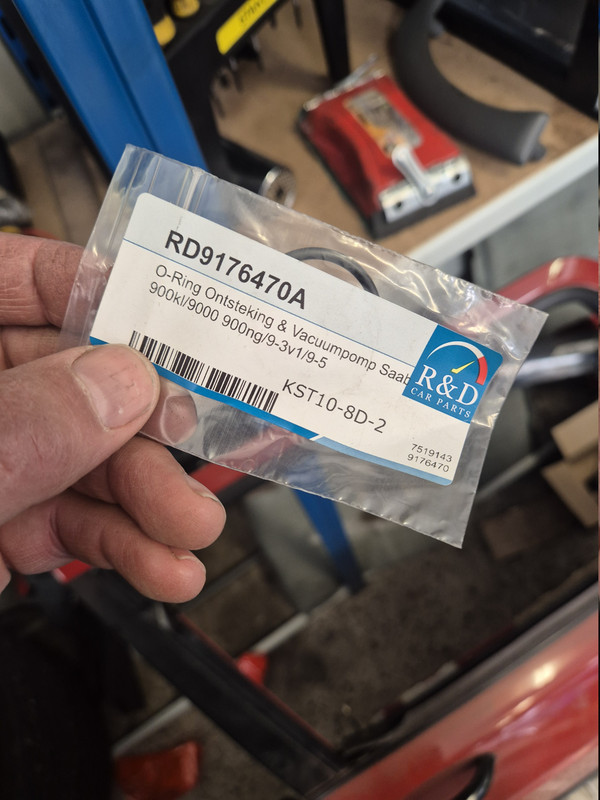 RD9176470A
O-Ring Ontsteking & Vacuumpomp Saab
900kl/9000 900ng/9-3v1/9-5
KST10-8D-2
R&D
CAR PARTS
7519143
9176470